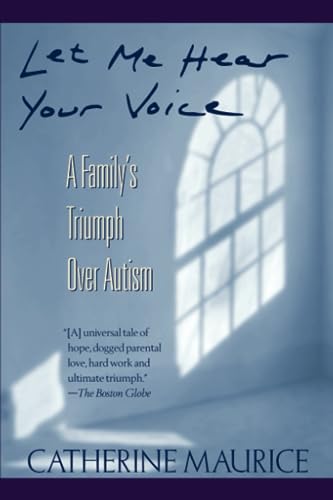 Let Me Hear
Your Voice
A Family's
Triumph
Over Autism
"[A] universal tale of
hope, dogged parental
love, hard work and
ultimate triumph."
—The Boston Globe
CATHERINE MAURICE